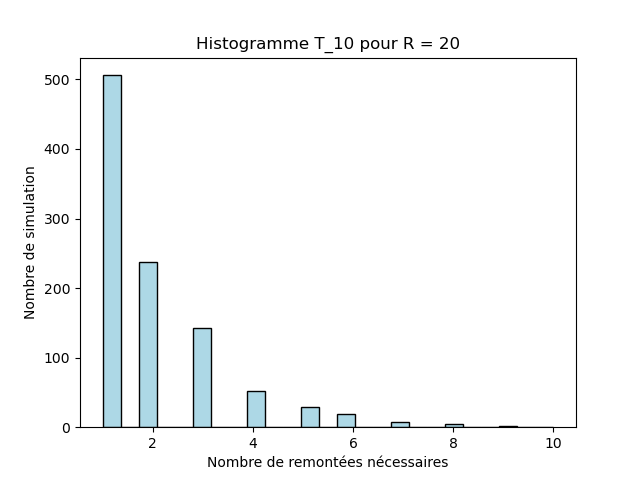 Histogramme T_10 pour R = 20
500
400
300
200
100
0
Nombre de simulation
2 4 6 8 10
Nombre de remontées nécessaires